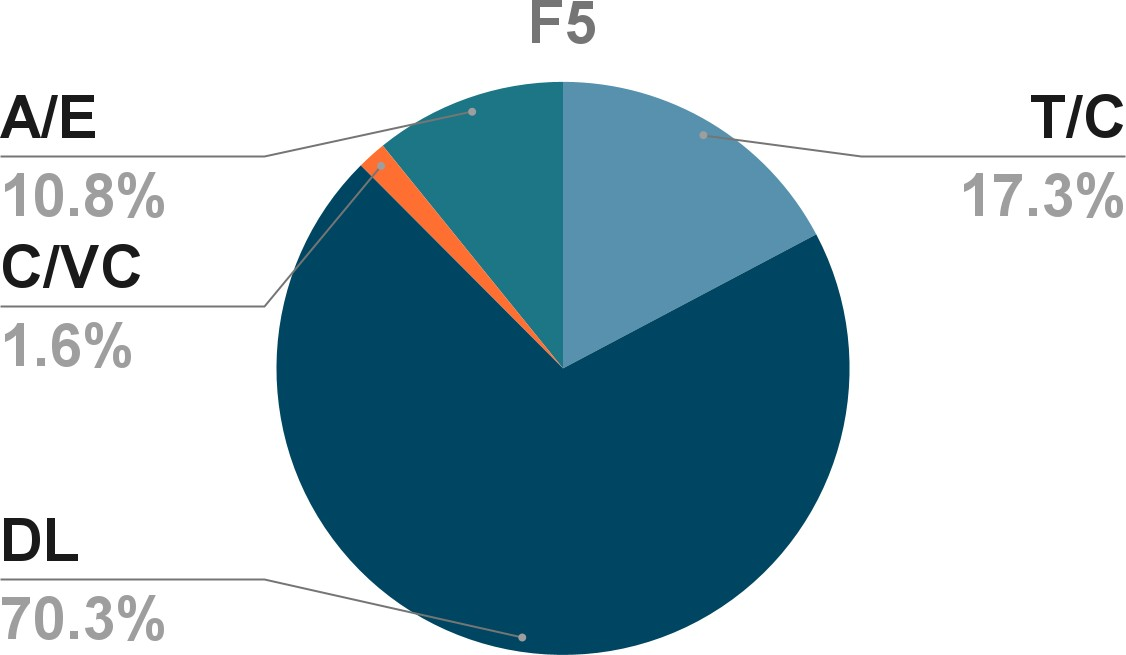 F5
A/E
10.8%
C/VC
1.6%
DL
70.3%
T/C
17.3%